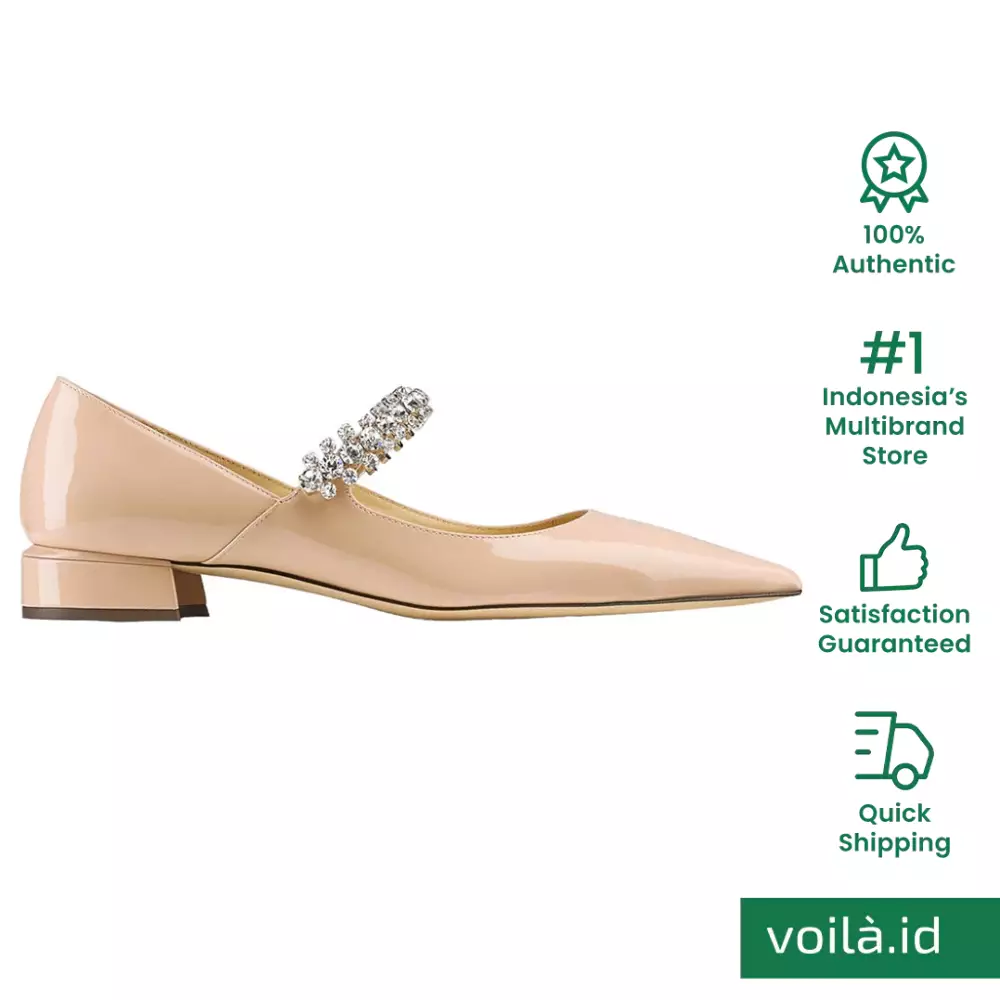 100%
Authentic
#1
Indonesia's
Multibrand
Store
Satisfaction
Guaranteed
Quick
Shipping
voilà.id